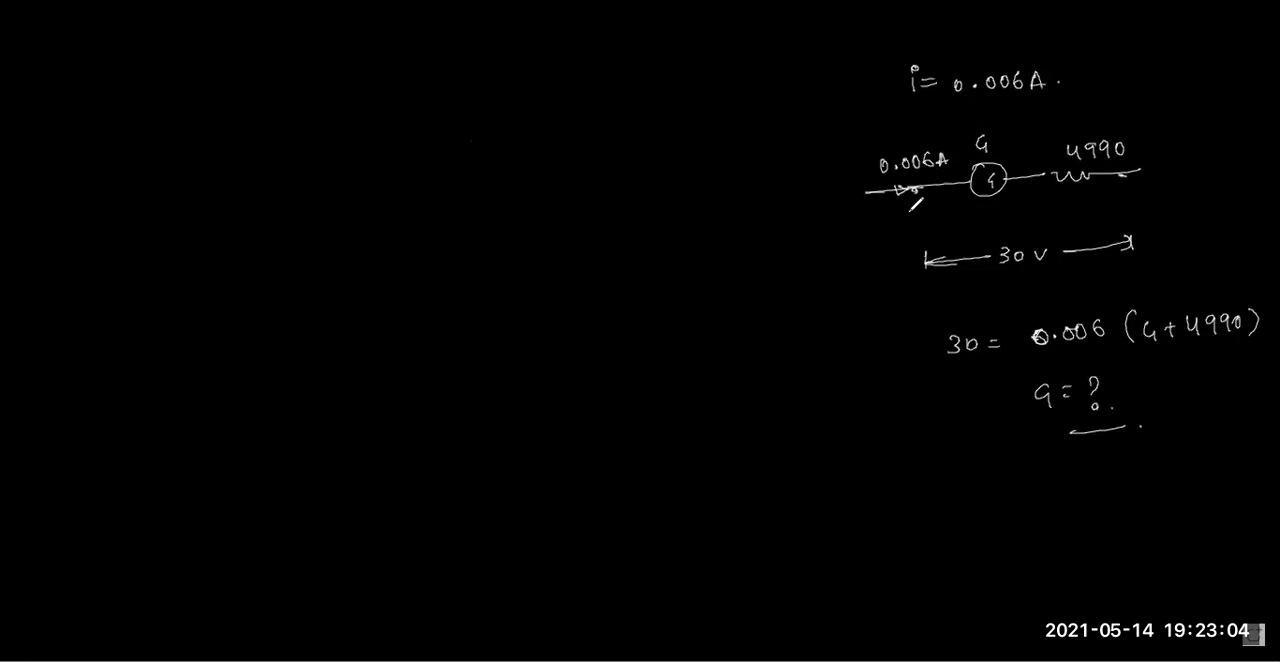 i= 0.006A.
G
0.006A 4990
G
30 V
30 = 0.006 (G+4990)
G = ?
2021-05-14 19:23:04